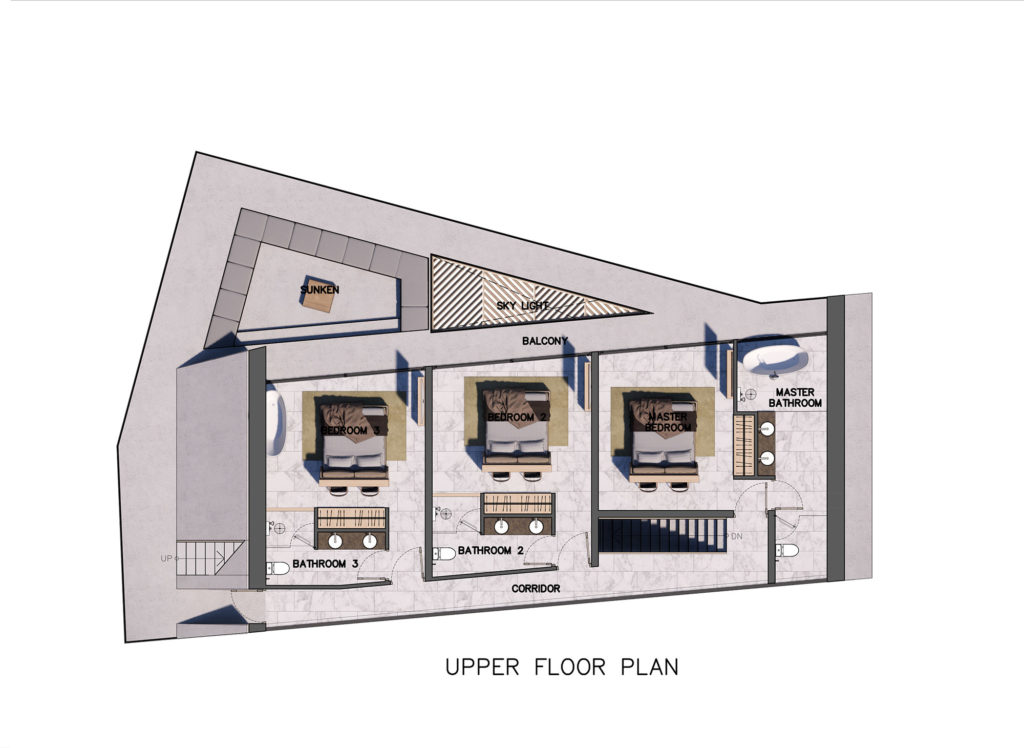 SUNKEN
SKY LIGHT
BALCONY
MASTER
BATHROOM
BEDROOM 3
BEDROOM 2
MASTER
BEDROOM
DN
UP
BATHROOM 3
BATHROOM 2
CORRIDOR
UPPER FLOOR PLAN